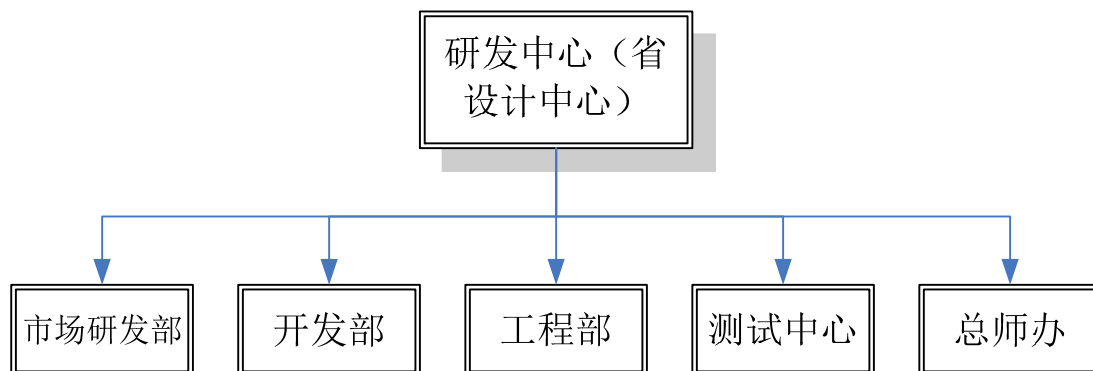 研发中心（省
设计中心）
市场研发部
开发部
工程部
测试中心
总师办